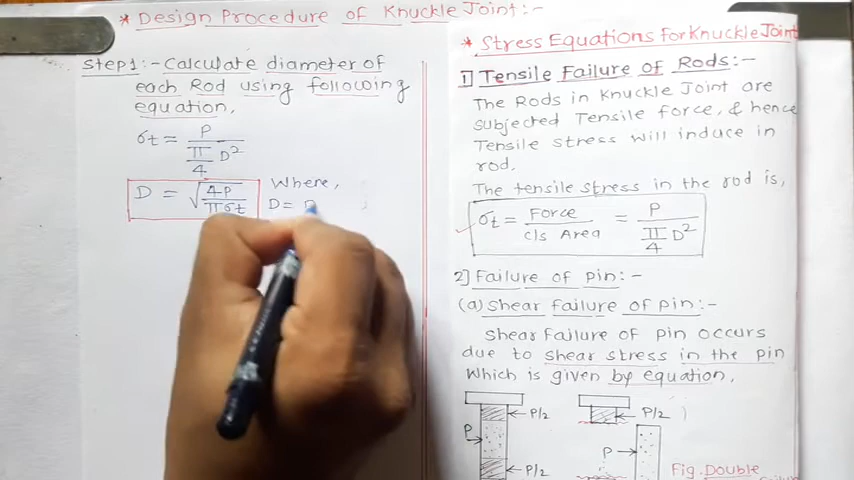 * Design Procedure of Knuckle Joint:-
Step1:- Calculate diameter of
each Rod using following
equation,
σt = P / (π/4 D²)
D = √(4P / πσt)
Where,
D =
* Stress Equations For Knuckle Joint
1] Tensile Failure of Rods:-
The Rods in Knuckle Joint are
subjected Tensile force, & hence
Tensile stress will induce in
rod.
The tensile stress in the rod is,
σt = Force / C/s Area = P / (π/4 D²)
2] Failure of pin:-
(a) Shear failure of pin:-
Shear Failure of pin occurs
due to shear stress in the pin
Which is given by equation,
P/2 P/2
P P
P/2
Fig. Double